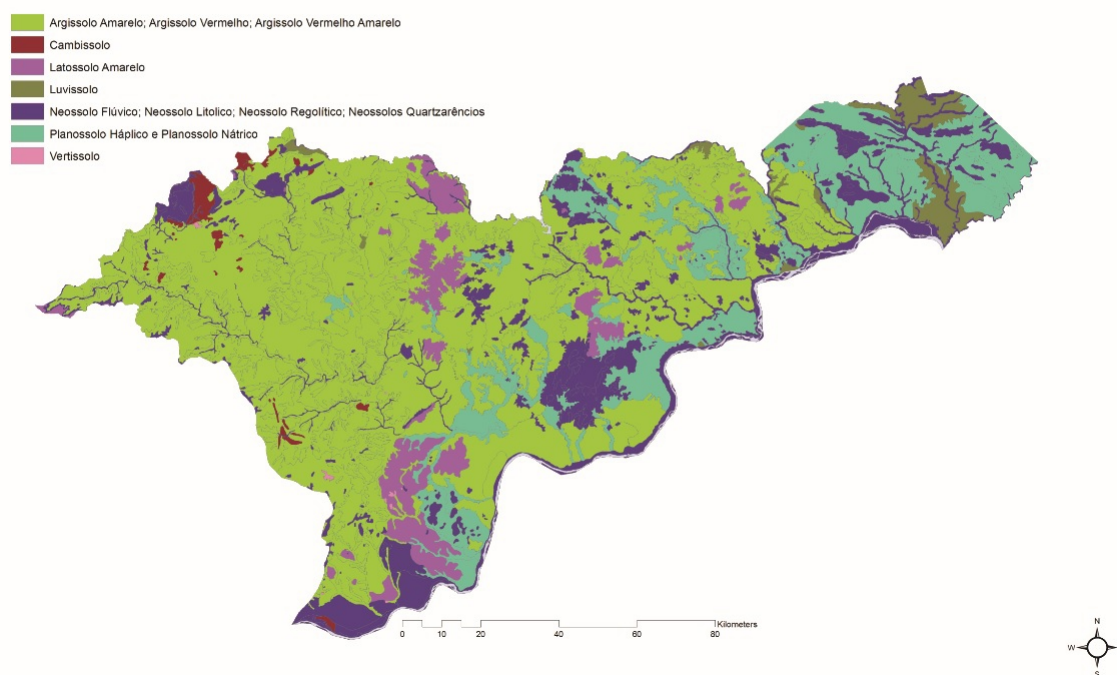 Argissolo Amarelo; Argissolo Vermelho; Argissolo Vermelho Amarelo
Cambissolo
Latossolo Amarelo
Luvissolo
Neossolo Flúvico; Neossolo Litolico; Neossolo Regolítico; Neossolos Quartzarêncios
Planossolo Háplico e Planossolo Nátrico
Vertissolo
Kilometers
0 10 20 40 60 80
N
W
S